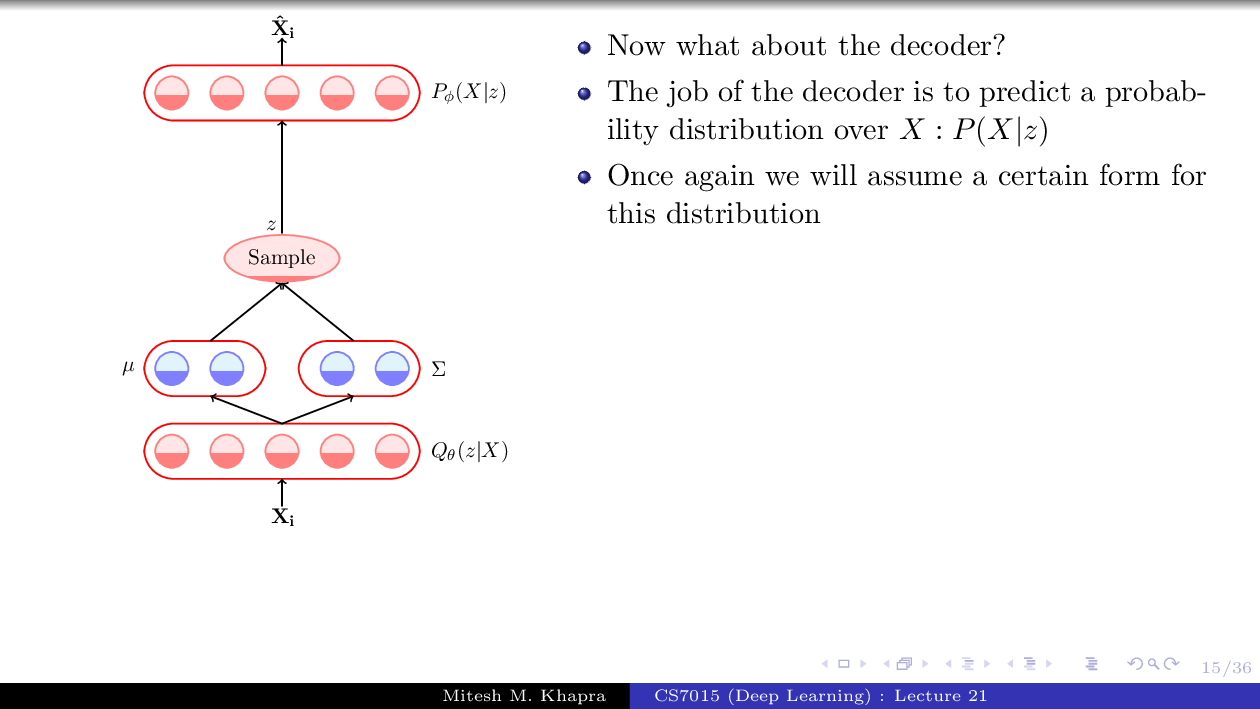 X̂ᵢ
P_ϕ(X|z)
z
Sample
μ
Σ
Q_θ(z|X)
Xᵢ
Now what about the decoder?
The job of the decoder is to predict a probab-
ility distribution over X : P(X|z)
Once again we will assume a certain form for
this distribution
15/36
Mitesh M. Khapra
CS7015 (Deep Learning) : Lecture 21